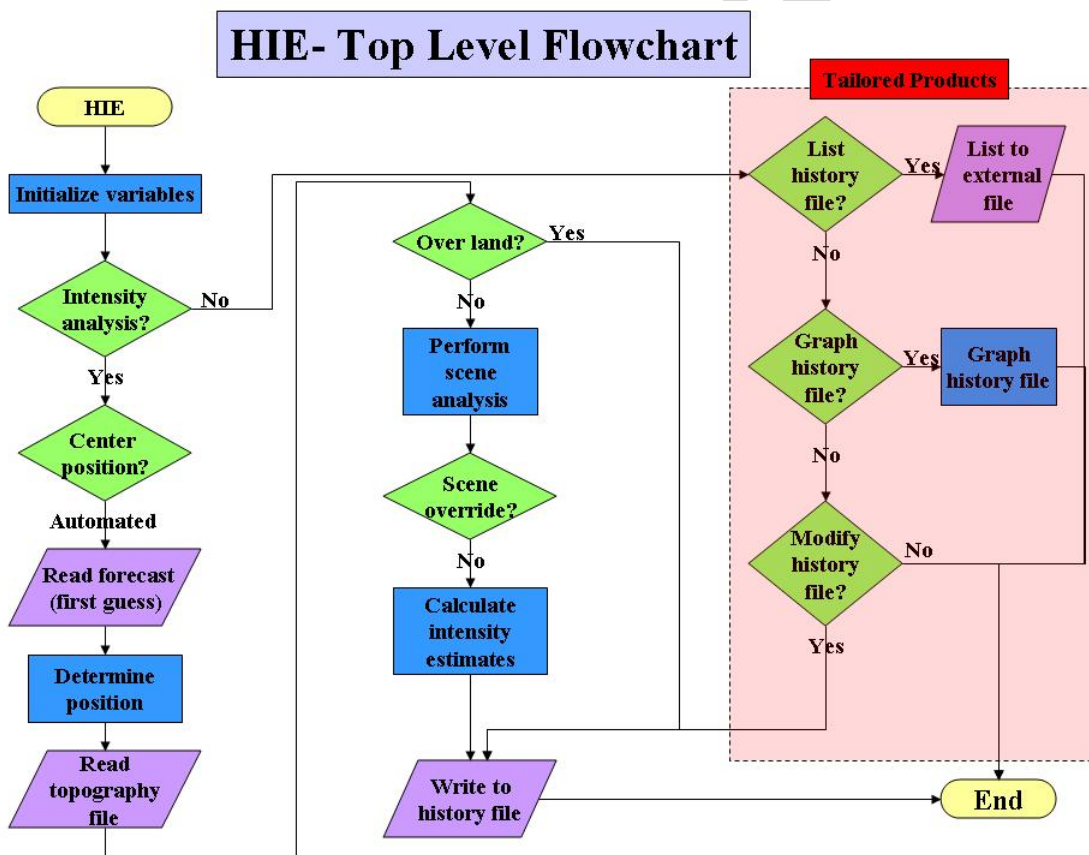 HIE- Top Level Flowchart
HIE
Initialize variables
Intensity
analysis?
No
Yes
Center
position?
Automated
Read forecast
(first guess)
Determine
position
Read
topography
file
Over land?
Yes
No
Perform
scene
analysis
Scene
override?
No
Calculate
intensity
estimates
Write to
history file
Tailored Products
List
history
file?
Yes
List to
external
file
No
Graph
history
file?
Yes
Graph
history file
No
Modify
history
file?
No
Yes
End